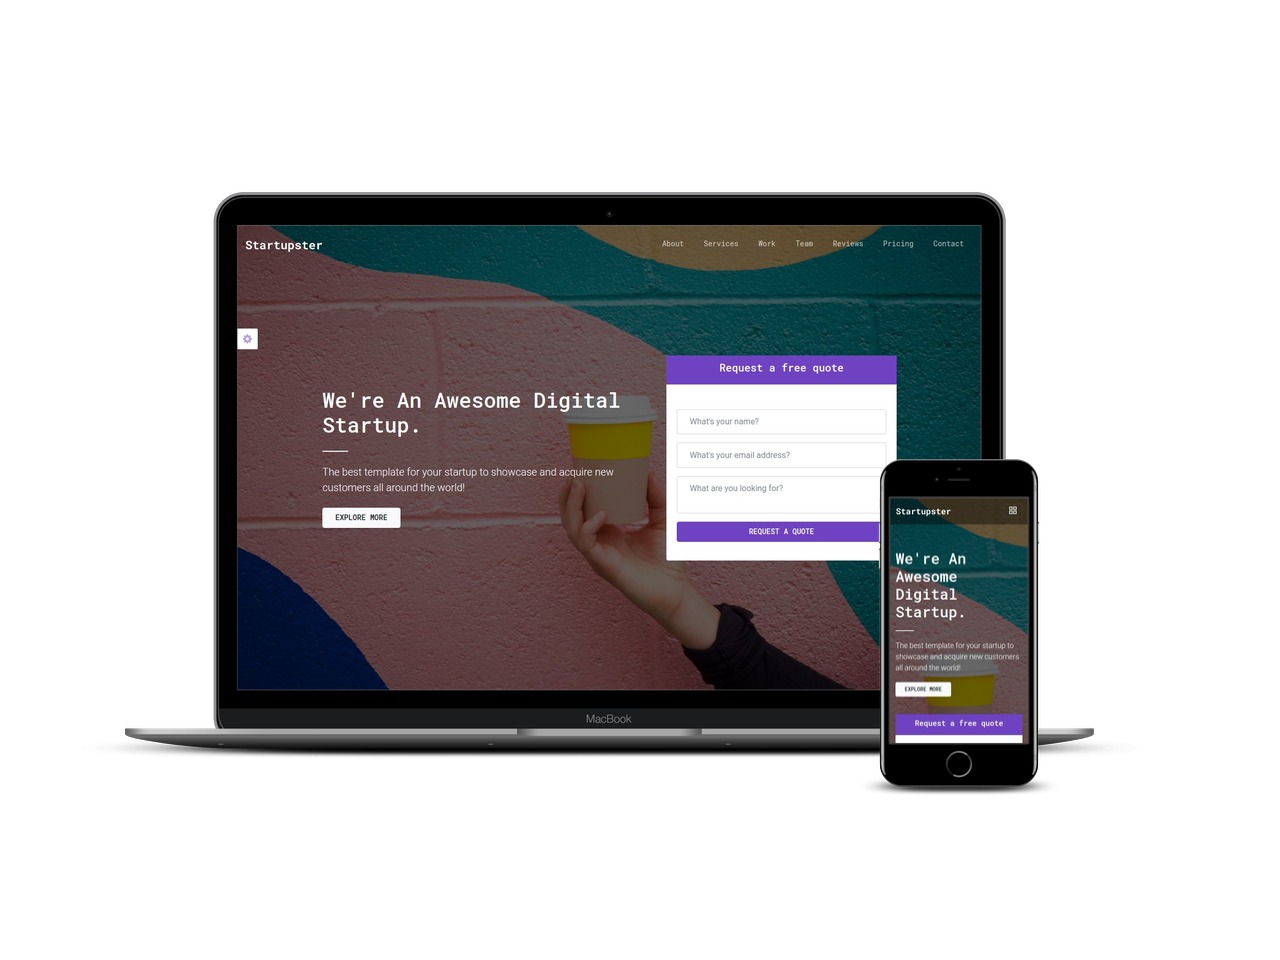 Startupster
About Services Work Team Reviews Pricing Contact
We're An Awesome Digital
Startup.
The best template for your startup to showcase and acquire new
customers all around the world!
EXPLORE MORE
Request a free quote
What's your name?
What's your email address?
What are you looking for?
REQUEST A QUOTE
MacBook
Startupster
We're An
Awesome
Digital
Startup.
The best template for your startup to
showcase and acquire new customers
all around the world!
EXPLORE MORE
Request a free quote